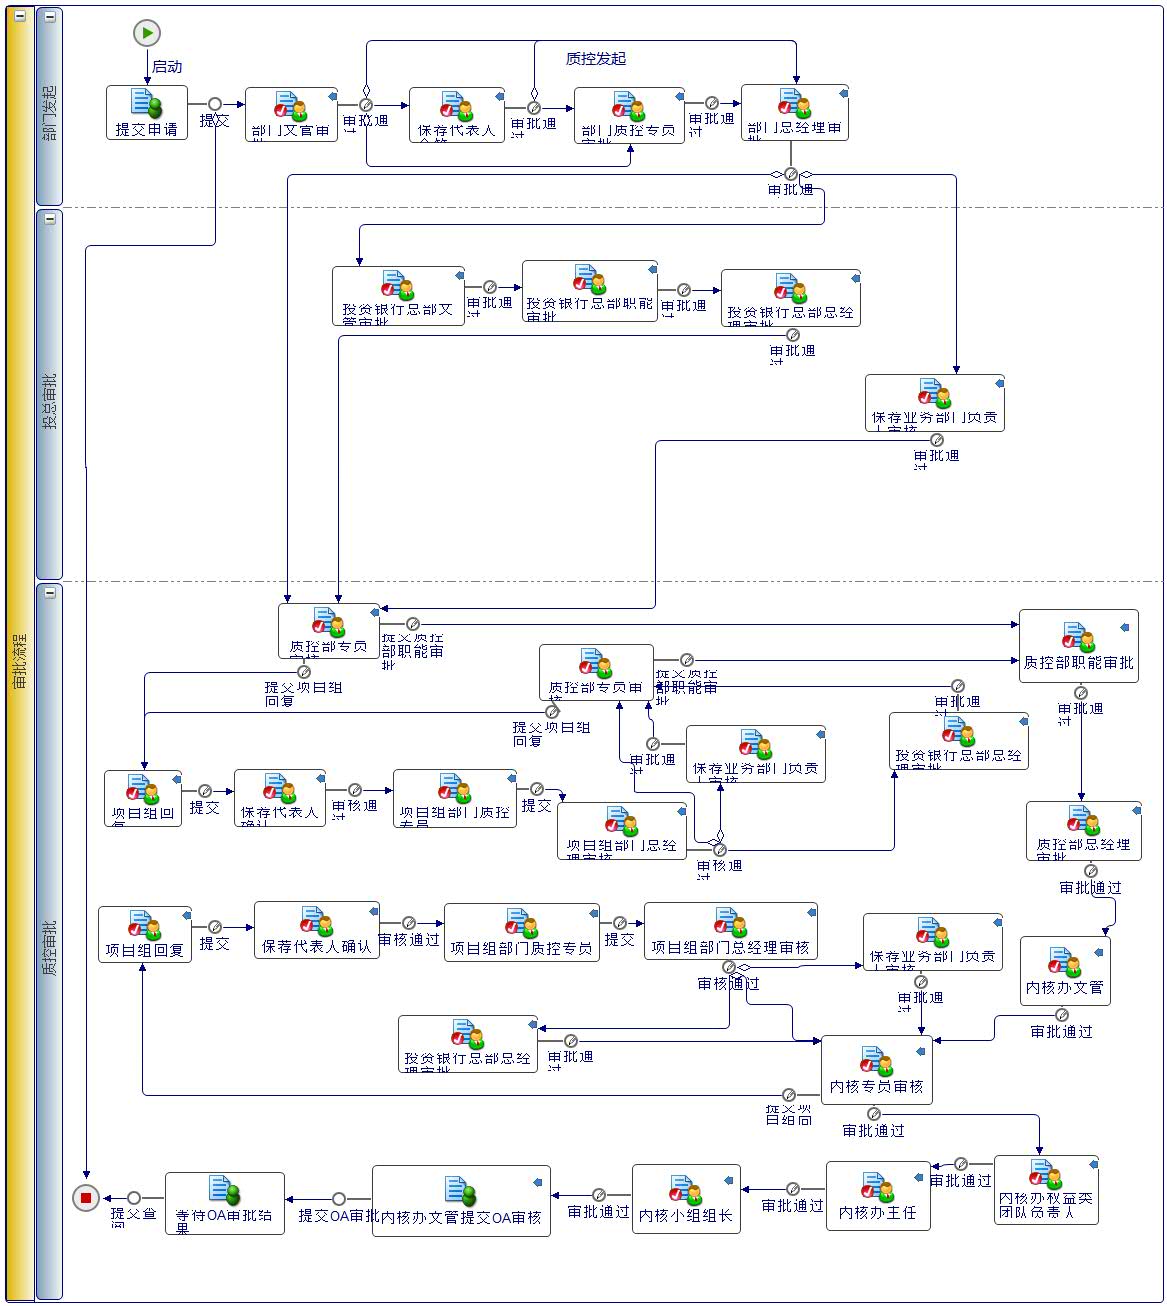 审批流程
部门发起
启动
质控发起
提交申请
提交
部门文管审
审批通
过
保荐代表人
审批通
过
部门质控专员
审批
审批通
过
部门总经理审
批
审批通
投总审批
投资银行总部文
管审批
审批通
过
投资银行总部职能
审批
审批通
过
投资银行总部总经
理审批
审批通
过
保荐业务部门负责
人审核
审批通
过
质控审批
质控部专员
审核
提交质控
部职能审
批
提交项目组
回复
质控部专员审
核
提交质控
部职能审
批
提交项目组
回复
质控部职能审批
审批通
过
审批通
过
投资银行总部总经
理审批
保荐业务部门负责
人审核
审批通
过
项目组回
复
提交
保荐代表人
确认
审核通
过
项目组部门质控
专员
提交
项目组部门总经
理审核
审核通
过
质控部总经理
审批
审批通过
项目组回复
提交
保荐代表人确认
审核通过
项目组部门质控专员
提交
项目组部门总经理审核
审核通过
保荐业务部门负责
人审核
审批通
过
内核办文管
审批通过
投资银行总部总经
理审批
审批通
过
内核专员审核
提交项
目组回
审批通过
内核办权益类
团队负责人
审批通过
内核办主任
审批通过
内核小组组长
审批通过
内核办文管提交OA审核
提交OA审批
等待OA审批结
果
提交查
阅